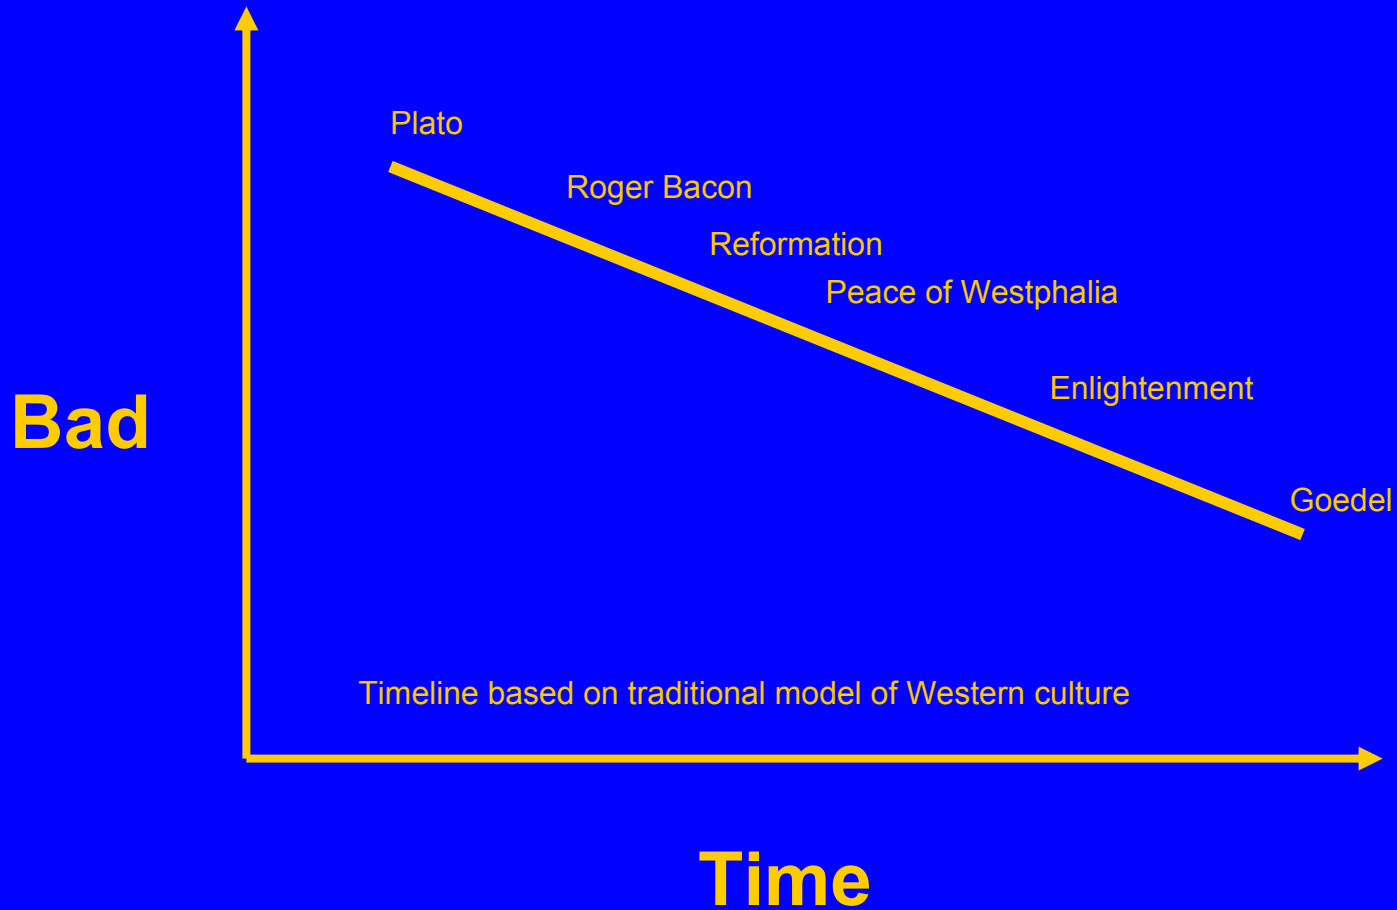 Plato
Roger Bacon
Reformation
Peace of Westphalia
Enlightenment
Bad
Goedel
Timeline based on traditional model of Western culture
Time